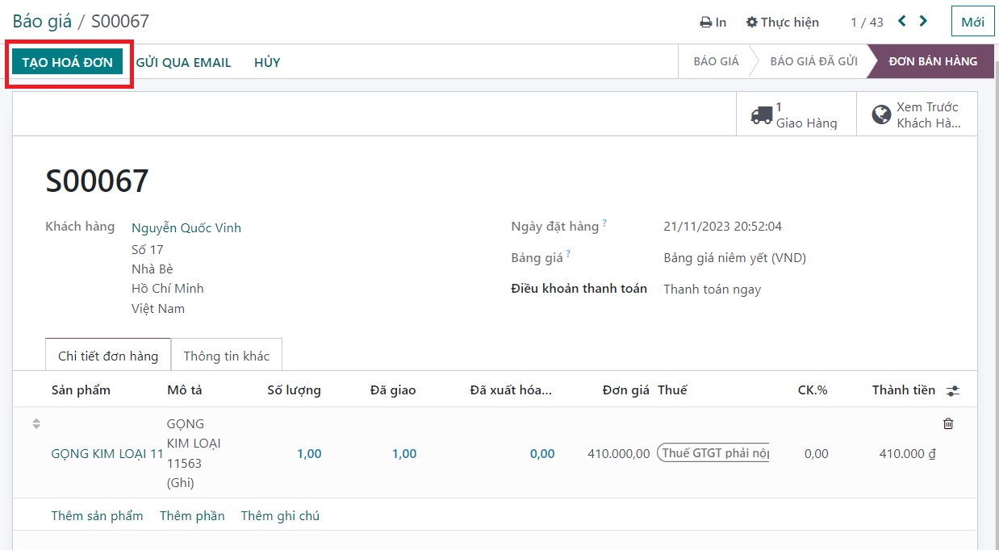 Báo giá / S00067
In
Thực hiện
1 / 43
Mới
TẠO HOÁ ĐƠN
GỬI QUA EMAIL
HỦY
BÁO GIÁ
BÁO GIÁ ĐÃ GỬI
ĐƠN BÁN HÀNG
1
Giao Hàng
Xem Trước
Khách Hà...
S00067
Khách hàng
Nguyễn Quốc Vinh
Số 17
Nhà Bè
Hồ Chí Minh
Việt Nam
Ngày đặt hàng ?
21/11/2023 20:52:04
Bảng giá ?
Bảng giá niêm yết (VND)
Điều khoản thanh toán
Thanh toán ngay
Chi tiết đơn hàng
Thông tin khác
Sản phẩm
Mô tả
Số lượng
Đã giao
Đã xuất hóa...
Đơn giá
Thuế
CK.%
Thành tiền
GỌNG KIM LOẠI 11
GỌNG
KIM LOẠI
11563
(Ghi)
1,00
1,00
0,00
410.000,00
Thuế GTGT phải nộp
0,00
410.000 ₫
Thêm sản phẩm
Thêm phần
Thêm ghi chú